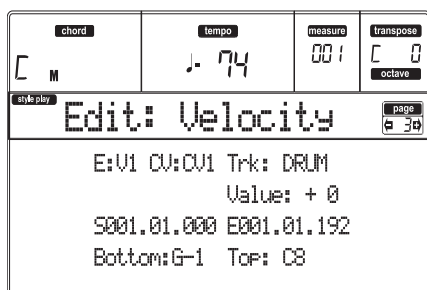 chord tempo measure transpose
C M ♩= 74 001 C 0
octave
style play Edit: Velocity page
3
E:V1 CV:CV1 Trk: DRUM
Value: + 0
S001.01.000 E001.01.192
Bottom:G-1 Top: C8